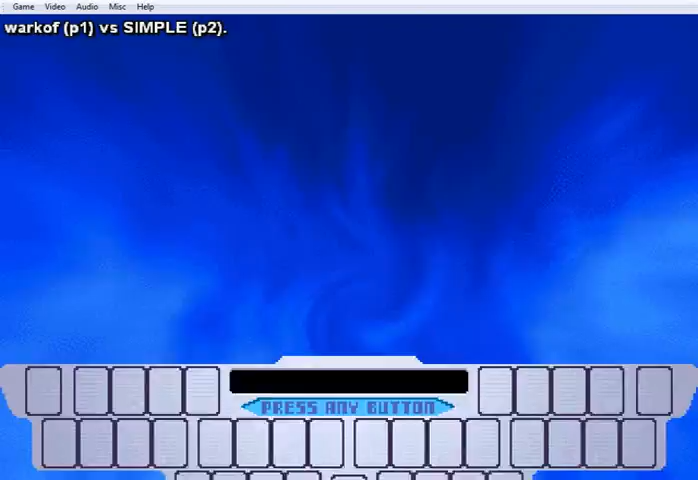 Game Video Audio Misc Help
warkof (p1) vs SIMPLE (p2).
PRESS ANY BUTTON